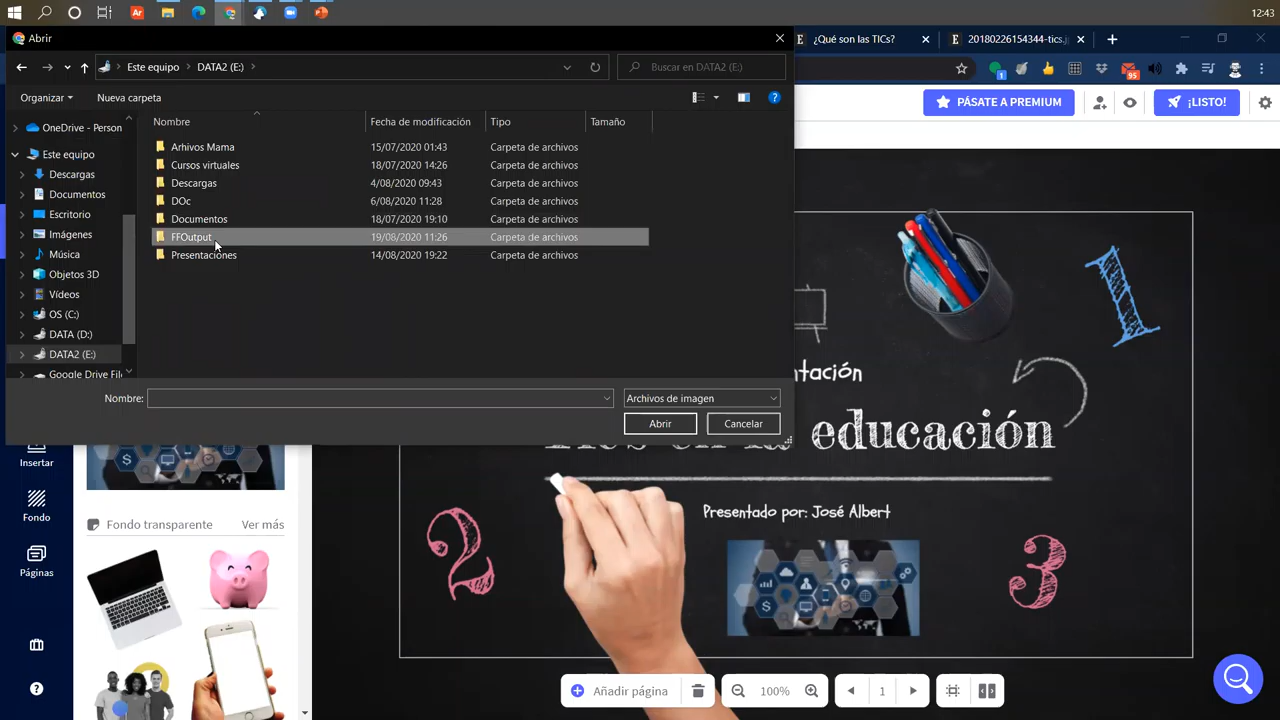 12:43
Abrir
¿Qué son las TICs?
20180226154344-tics.j
Este equipo
DATA2 (E:)
Buscar en DATA2 (E:)
95
1
Organizar
Nueva carpeta
PÁSATE A PREMIUM
¡LISTO!
Nombre
Fecha de modificación
Tipo
Tamaño
OneDrive - Person
Este equipo
Descargas
Documentos
Escritorio
Imágenes
Música
Objetos 3D
Vídeos
OS (C:)
DATA (D:)
DATA2 (E:)
Google Drive File
Arhivos Mama 15/07/2020 01:43 Carpeta de archivos
Cursos virtuales 18/07/2020 14:26 Carpeta de archivos
Descargas 4/08/2020 09:43 Carpeta de archivos
DOc 6/08/2020 11:28 Carpeta de archivos
Documentos 18/07/2020 19:10 Carpeta de archivos
FFOutput 19/08/2020 11:26 Carpeta de archivos
Presentaciones 14/08/2020 19:22 Carpeta de archivos
Nombre:
Archivos de imagen
Abrir
Cancelar
Insertar
Fondo
Páginas
Fondo transparente
Ver más
ntación
educación
Presentado por: José Albert
1
2
3
Añadir página
100%
1